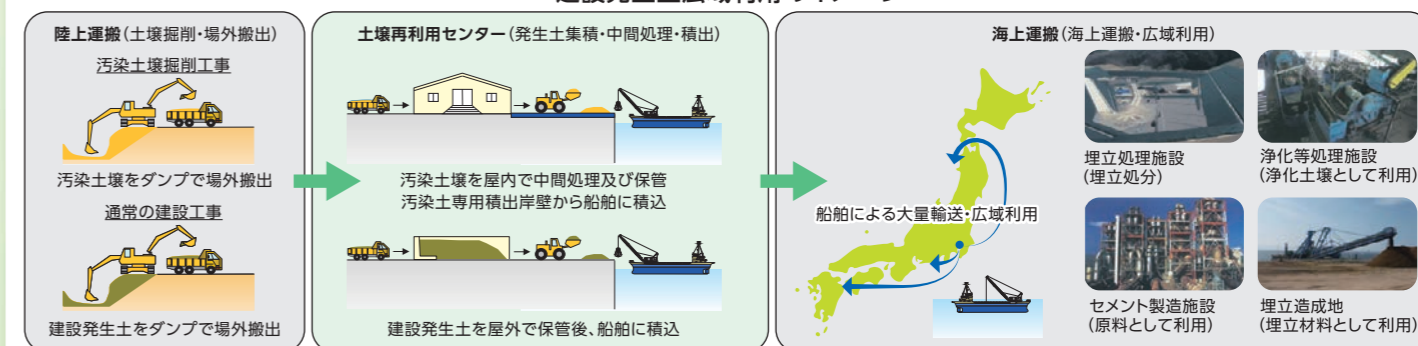 陸上運搬(土壌掘削・場外搬出)
汚染土壌掘削工事
汚染土壌をダンプで場外搬出
通常の建設工事
建設発生土をダンプで場外搬出
土壌再利用センター(発生土集積・中間処理・積出)
汚染土壌を屋内で中間処理及び保管
汚染土専用積出岸壁から船舶に積込
建設発生土を屋外で保管後、船舶に積込
海上運搬(海上運搬・広域利用)
船舶による大量輸送・広域利用
埋立処理施設
(埋立処分)
浄化等処理施設
(浄化土壌として利用)
セメント製造施設
(原料として利用)
埋立造成地
(埋立材料として利用)